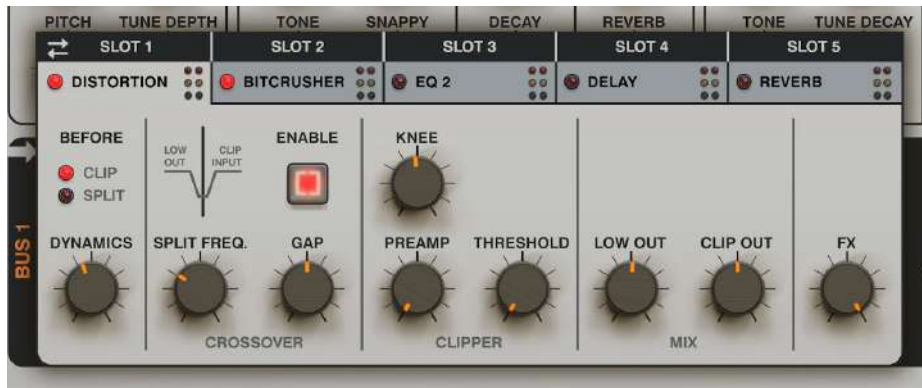 PITCH TUNE DEPTH TONE SNAPPY DECAY REVERB TONE TUNE DECAY
SLOT 1 SLOT 2 SLOT 3 SLOT 4 SLOT 5
DISTORTION BITCRUSHER EQ 2 DELAY REVERB
BEFORE ENABLE KNEE
LOW OUT CLIP INPUT
CLIP
SPLIT
BUS 1
DYNAMICS SPLIT FREQ. GAP PREAMP THRESHOLD LOW OUT CLIP OUT FX
CROSSOVER CLIPPER MIX